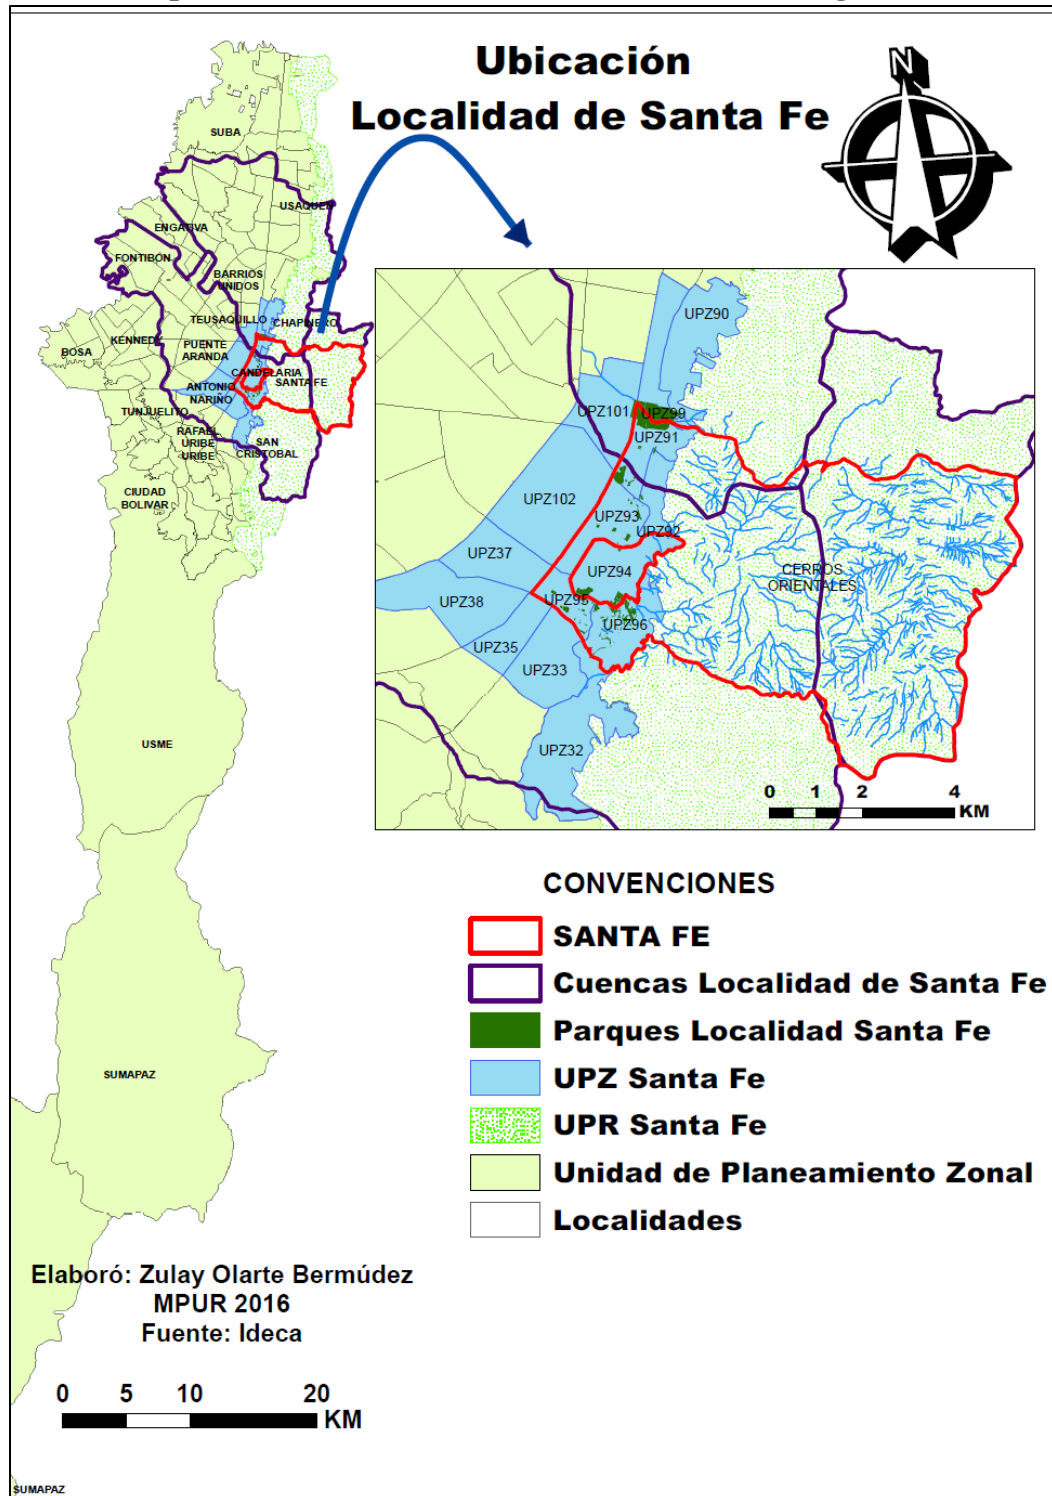 Ubicación
Localidad de Santa Fe
N
SUBA
USAQUEN
ENGATIVA
FONTIBON
BARRIOS
UNIDOS
TEUSAQUILLO
CHAPINERO
KENNEDY
BOSA
PUENTE
ARANDA
CANDELARIA
SANTA FE
ANTONIO
NARIÑO
TUNJUELITO
RAFAEL
URIBE
URIBE
SAN
CRISTOBAL
CIUDAD
BOLIVAR
USME
SUMAPAZ
UPZ90
UPZ101
UPZ99
UPZ91
UPZ102
UPZ93
UPZ92
UPZ37
UPZ94
CERROS
ORIENTALES
UPZ38
UPZ95
UPZ96
UPZ35
UPZ33
UPZ32
0 1 2 4
KM
CONVENCIONES
SANTA FE
Cuencas Localidad de Santa Fe
Parques Localidad Santa Fe
UPZ Santa Fe
UPR Santa Fe
Unidad de Planeamiento Zonal
Localidades
Elaboró: Zulay Olarte Bermúdez
MPUR 2016
Fuente: Ideca
0 5 10 20
KM
SUMAPAZ